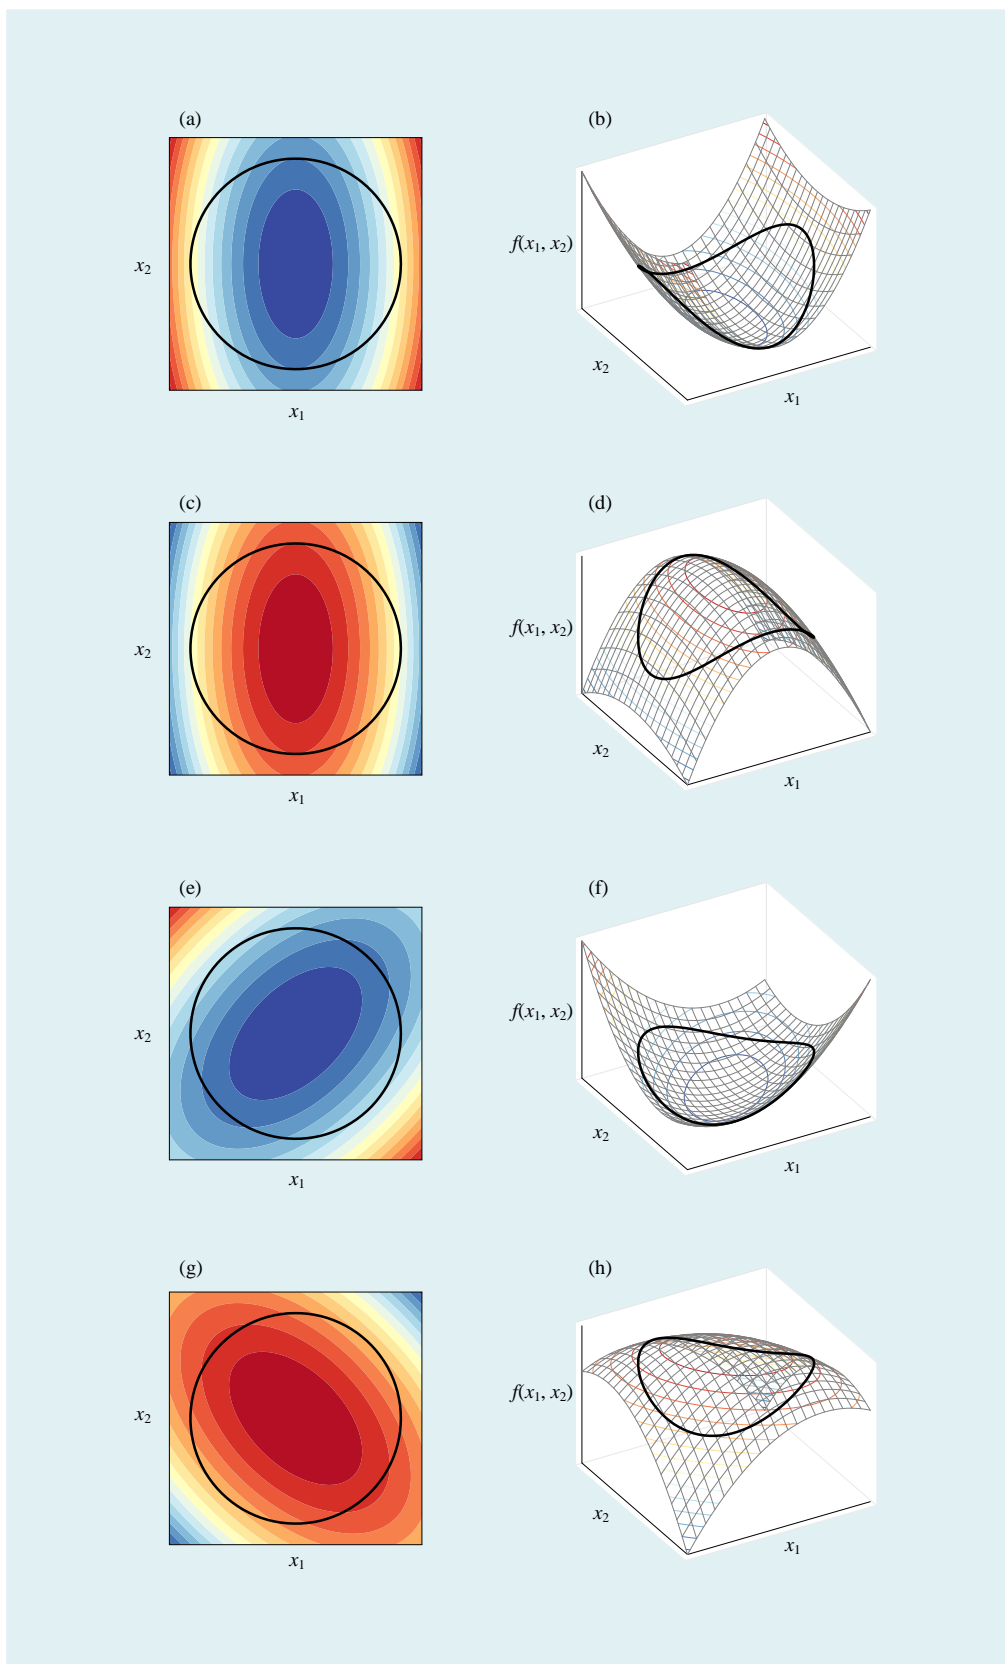 (a)
(b)
f(x₁, x₂)
x₂
x₂
x₁
x₁
(c)
(d)
f(x₁, x₂)
x₂
x₂
x₁
x₁
(e)
(f)
f(x₁, x₂)
x₂
x₂
x₁
x₁
(g)
(h)
f(x₁, x₂)
x₂
x₂
x₁
x₁